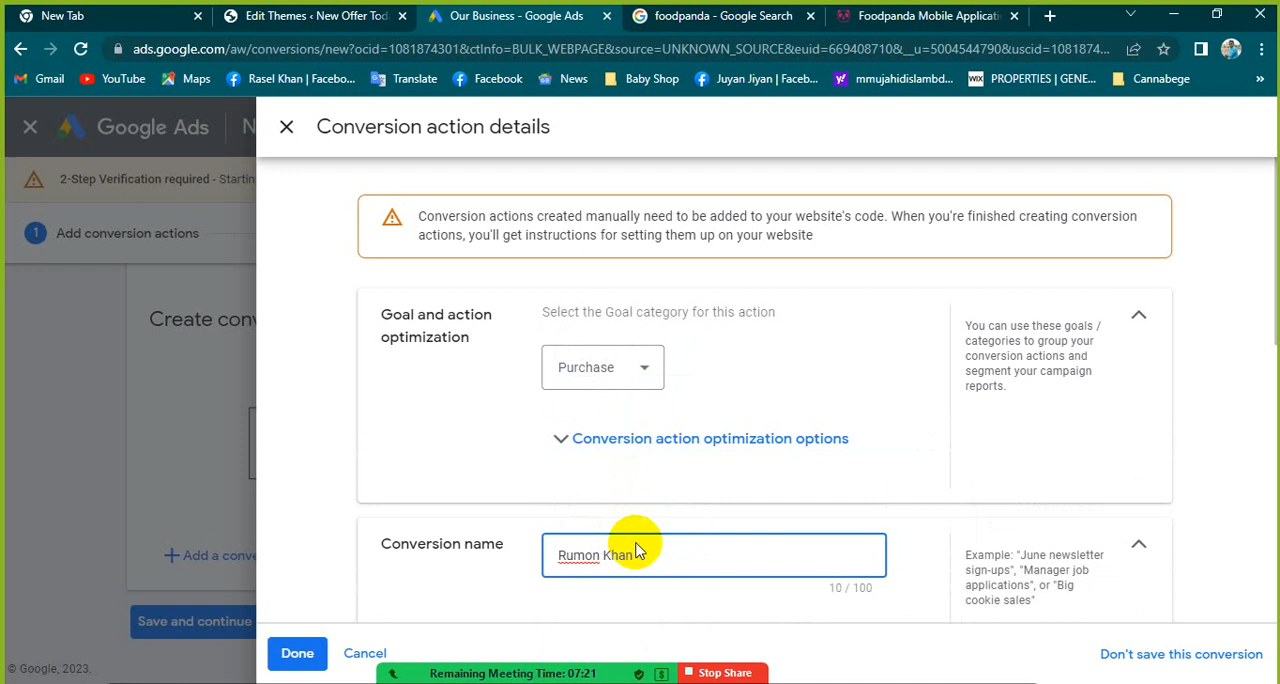 New Tab
Edit Themes ‹ New Offer Toda
Our Business - Google Ads
foodpanda - Google Search
Foodpanda Mobile Applicati
ads.google.com/aw/conversions/new?ocid=1081874301&ctInfo=BULK_WEBPAGE&source=UNKNOWN_SOURCE&euid=669408710&__u=5004544790&uscid=1081874...
Gmail
YouTube
Maps
Rasel Khan | Facebo...
Translate
Facebook
News
Baby Shop
Juyan Jiyan | Faceb...
mmujahidislambd...
WIX
PROPERTIES | GENE...
Cannabege
»
Google Ads
N
Conversion action details
2-Step Verification required - Startin
Conversion actions created manually need to be added to your website's code. When you're finished creating conversion
actions, you'll get instructions for setting them up on your website
1
Add conversion actions
Create conv
Goal and action
optimization
Select the Goal category for this action
Purchase
You can use these goals /
categories to group your
conversion actions and
segment your campaign
reports.
Conversion action optimization options
Conversion name
Rumon Khan
10 / 100
Example: "June newsletter
sign-ups", "Manager job
applications", or "Big
cookie sales"
Add a conve
Save and continue
Done
Cancel
Don't save this conversion
© Google, 2023.
Remaining Meeting Time: 07:21
$
Stop Share